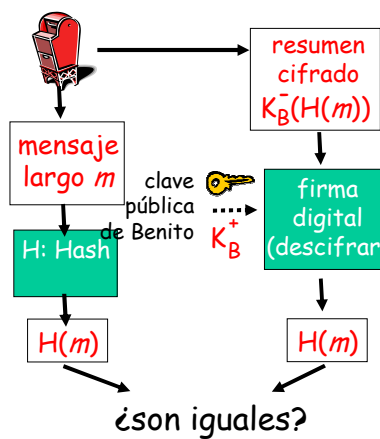 resumen
cifrado
K_B^-(H(m))
mensaje
largo m
clave
pública
de Benito
K_B^+
firma
digital
(descifrar
H: Hash
H(m)
H(m)
¿son iguales?